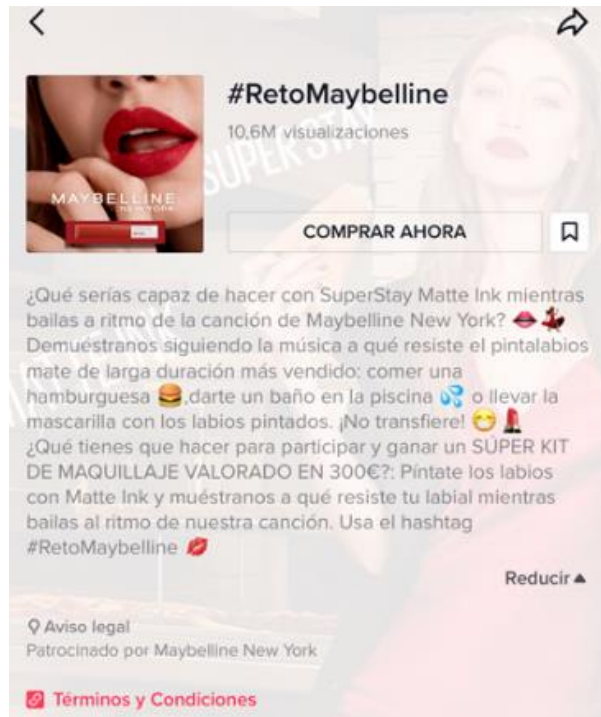 #RetoMaybelline
10,6M visualizaciones
SUPERSTAY
MAYBELLINE
NEW YORK
COMPRAR AHORA
¿Qué serías capaz de hacer con SuperStay Matte Ink mientras
bailas a ritmo de la canción de Maybelline New York? 👄 💃
Demuéstranos siguiendo la música a qué resiste el pintalabios
mate de larga duración más vendido: comer una
hamburguesa 🍔,darte un baño en la piscina 💦 o llevar la
mascarilla con los labios pintados. ¡No transfiere! 😷 💄
¿Qué tienes que hacer para participar y ganar un SÚPER KIT
DE MAQUILLAJE VALORADO EN 300€?: Píntate los labios
con Matte Ink y muéstranos a qué resiste tu labial mientras
bailas al ritmo de nuestra canción. Usa el hashtag
#RetoMaybelline 💋
Reducir
Aviso legal
Patrocinado por Maybelline New York
Términos y Condiciones